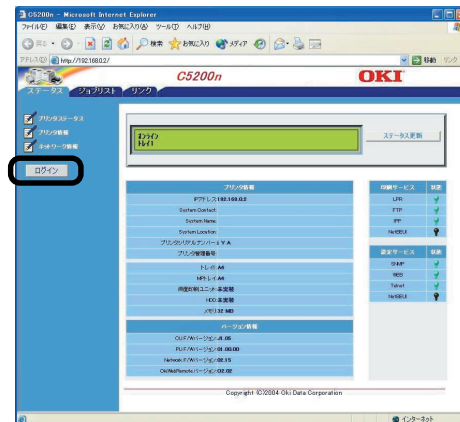 C5200n - Microsoft Internet Explorer
ファイル(F) 編集(E) 表示(V) お気に入り(A) ツール(T) ヘルプ(H)
戻る 検索 お気に入り メディア
アドレス(D) http://192.168.0.2/ 移動 リンク
C5200n OKI
ステータス ジョブリスト リンク
プリンタステータス
プリンタ情報
ネットワーク情報
ログイン
オンライン
トレイ1
ステータス更新
プリンタ情報
IPアドレス:192.168.0.2
System Contact:
System Name:
System Location:
プリンタシリアルナンバー:
プリンタ管理番号:
トレイ1:A4
MPトレイ:A4
両面印刷ユニット:未実装
HDD:未実装
メモリ:32 MB
バージョン情報
CU F/Wバージョン:
PU F/Wバージョン:01.00.00
Network F/Wバージョン:02.15
OkiWebRemoteバージョン:02.02
印刷サービス 状態
LPR
FTP
IPP
NetBEUI
設定サービス 状態
SNMP
WEB
Telnet
NetBEUI
Copyright (C)2004 Oki Data Corporation
インターネット